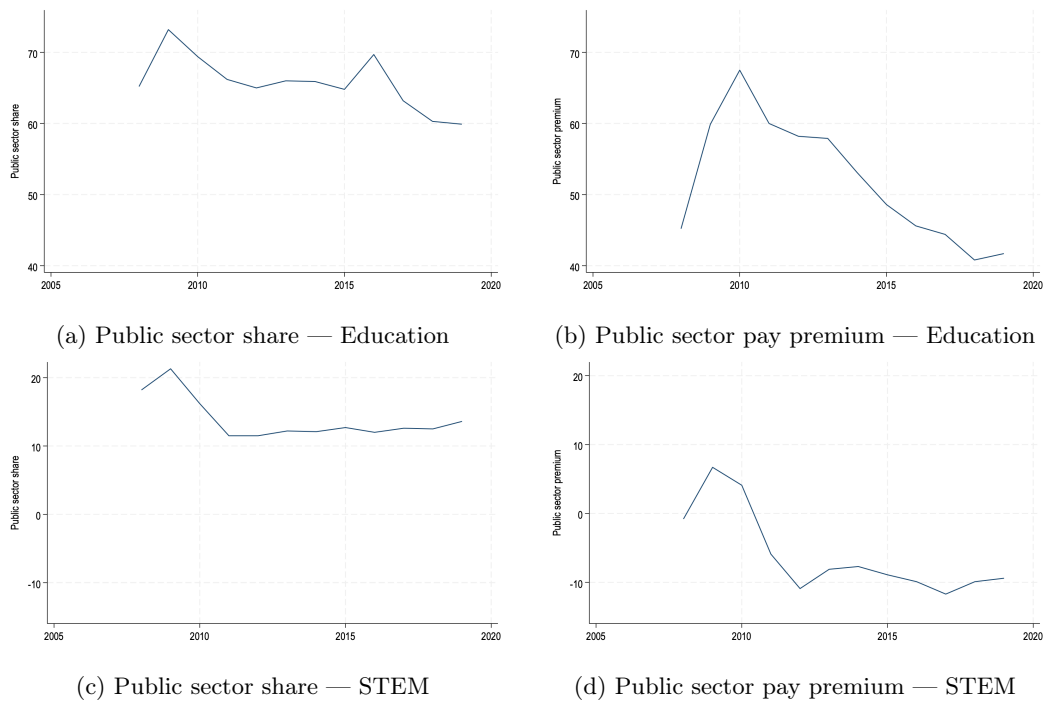 Public sector share
70
60
50
40
2005 2010 2015 2020
(a) Public sector share — Education
Public sector premium
70
60
50
40
2005 2010 2015 2020
(b) Public sector pay premium — Education
Public sector share
20
10
0
-10
2005 2010 2015 2020
(c) Public sector share — STEM
Public sector premium
20
10
0
-10
2005 2010 2015 2020
(d) Public sector pay premium — STEM